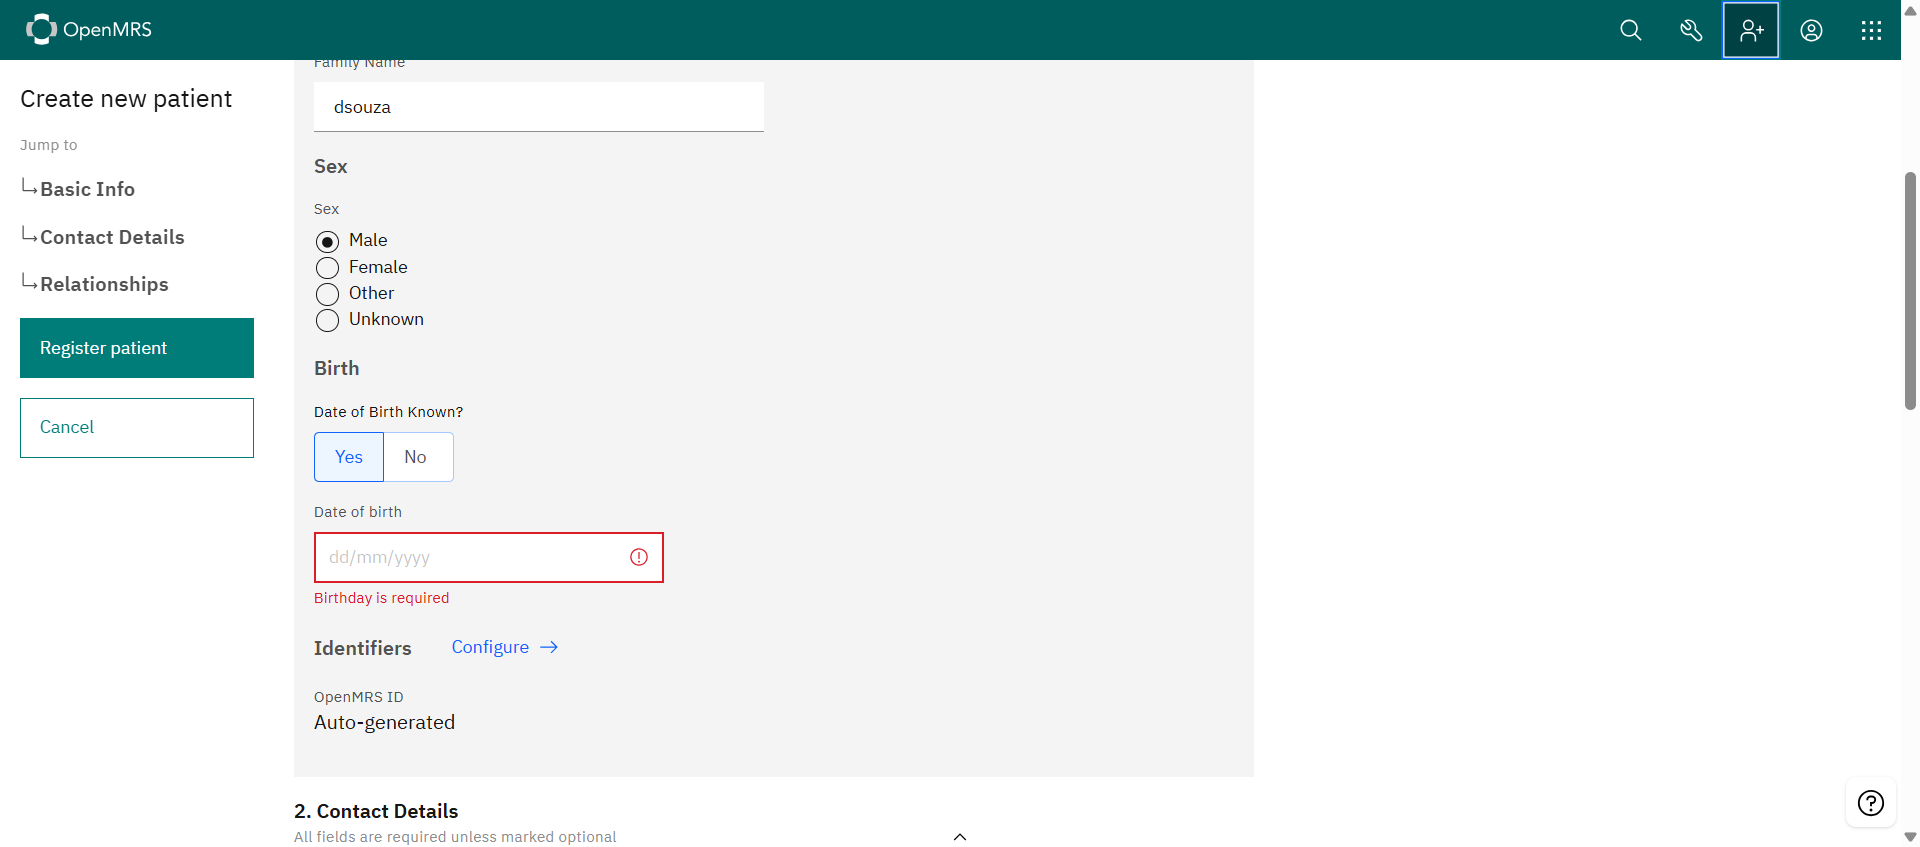 OpenMRS
Create new patient
Jump to
Basic Info
Contact Details
Relationships
Register patient
Cancel
Family Name
dsouza
Sex
Sex
Male
Female
Other
Unknown
Birth
Date of Birth Known?
Yes No
Date of birth
dd/mm/yyyy
Birthday is required
Identifiers Configure
OpenMRS ID
Auto-generated
2. Contact Details
All fields are required unless marked optional